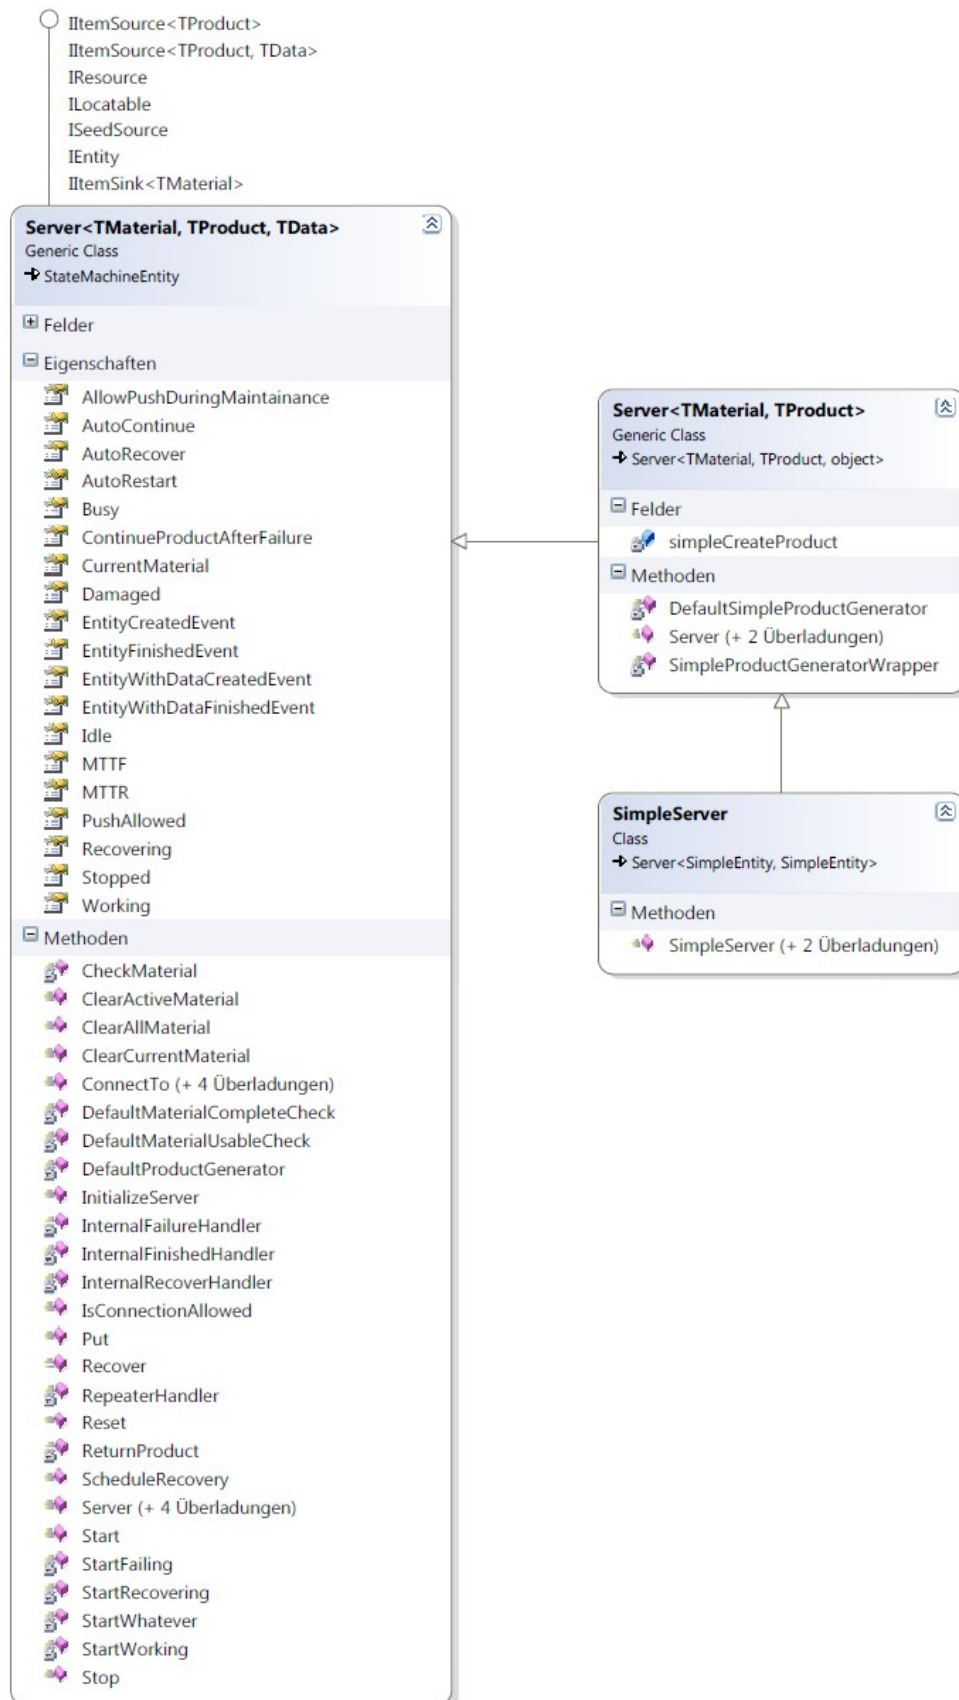 IItemSource<TProduct>
IItemSource<TProduct, TData>
IResource
ILocatable
ISeedSource
IEntity
IItemSink<TMaterial>
Server<TMaterial, TProduct, TData>
Generic Class
StateMachineEntity
Felder
Eigenschaften
AllowPushDuringMaintainance
AutoContinue
AutoRecover
AutoRestart
Busy
ContinueProductAfterFailure
CurrentMaterial
Damaged
EntityCreatedEvent
EntityFinishedEvent
EntityWithDataCreatedEvent
EntityWithDataFinishedEvent
Idle
MTTF
MTTR
PushAllowed
Recovering
Stopped
Working
Methoden
CheckMaterial
ClearActiveMaterial
ClearAllMaterial
ClearCurrentMaterial
ConnectTo (+ 4 Überladungen)
DefaultMaterialCompleteCheck
DefaultMaterialUsableCheck
DefaultProductGenerator
InitializeServer
InternalFailureHandler
InternalFinishedHandler
InternalRecoverHandler
IsConnectionAllowed
Put
Recover
RepeaterHandler
Reset
ReturnProduct
ScheduleRecovery
Server (+ 4 Überladungen)
Start
StartFailing
StartRecovering
StartWhatever
StartWorking
Stop
Server<TMaterial, TProduct>
Generic Class
Server<TMaterial, TProduct, object>
Felder
simpleCreateProduct
Methoden
DefaultSimpleProductGenerator
Server (+ 2 Überladungen)
SimpleProductGeneratorWrapper
SimpleServer
Class
Server<SimpleEntity, SimpleEntity>
Methoden
SimpleServer (+ 2 Überladungen)